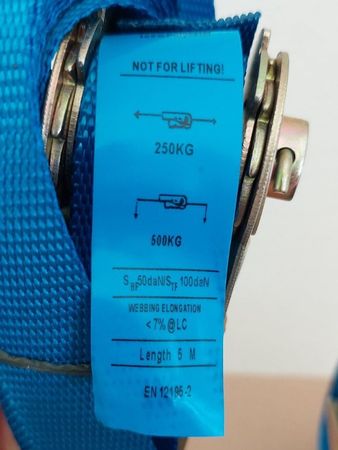 NOT FOR LIFTING!
250KG
500KG
SHF50daN/STF100daN
WEBBING ELONGATION
<7%@LC
Length 5 M
EN 12195-2